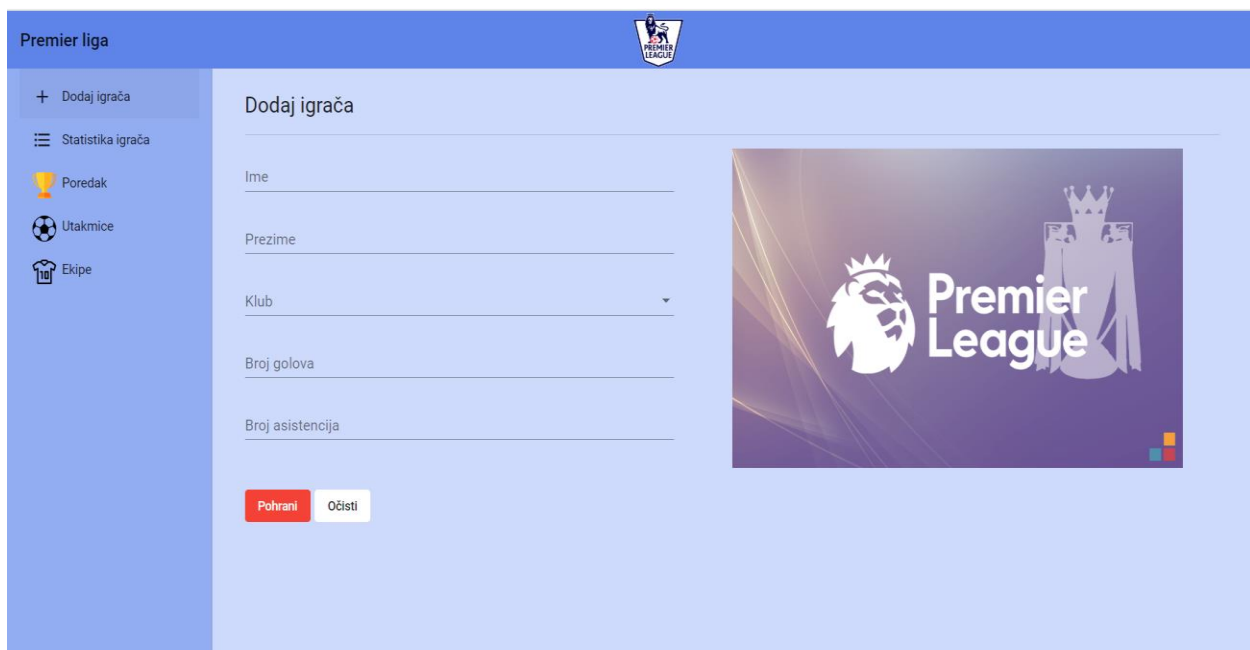 Premier liga
PREMIER
LEAGUE
Dodaj igrača
Statistika igrača
Poredak
Utakmice
10
Ekipe
Dodaj igrača
Ime
Prezime
Klub
Broj golova
Broj asistencija
Pohrani
Očisti
Premier
League